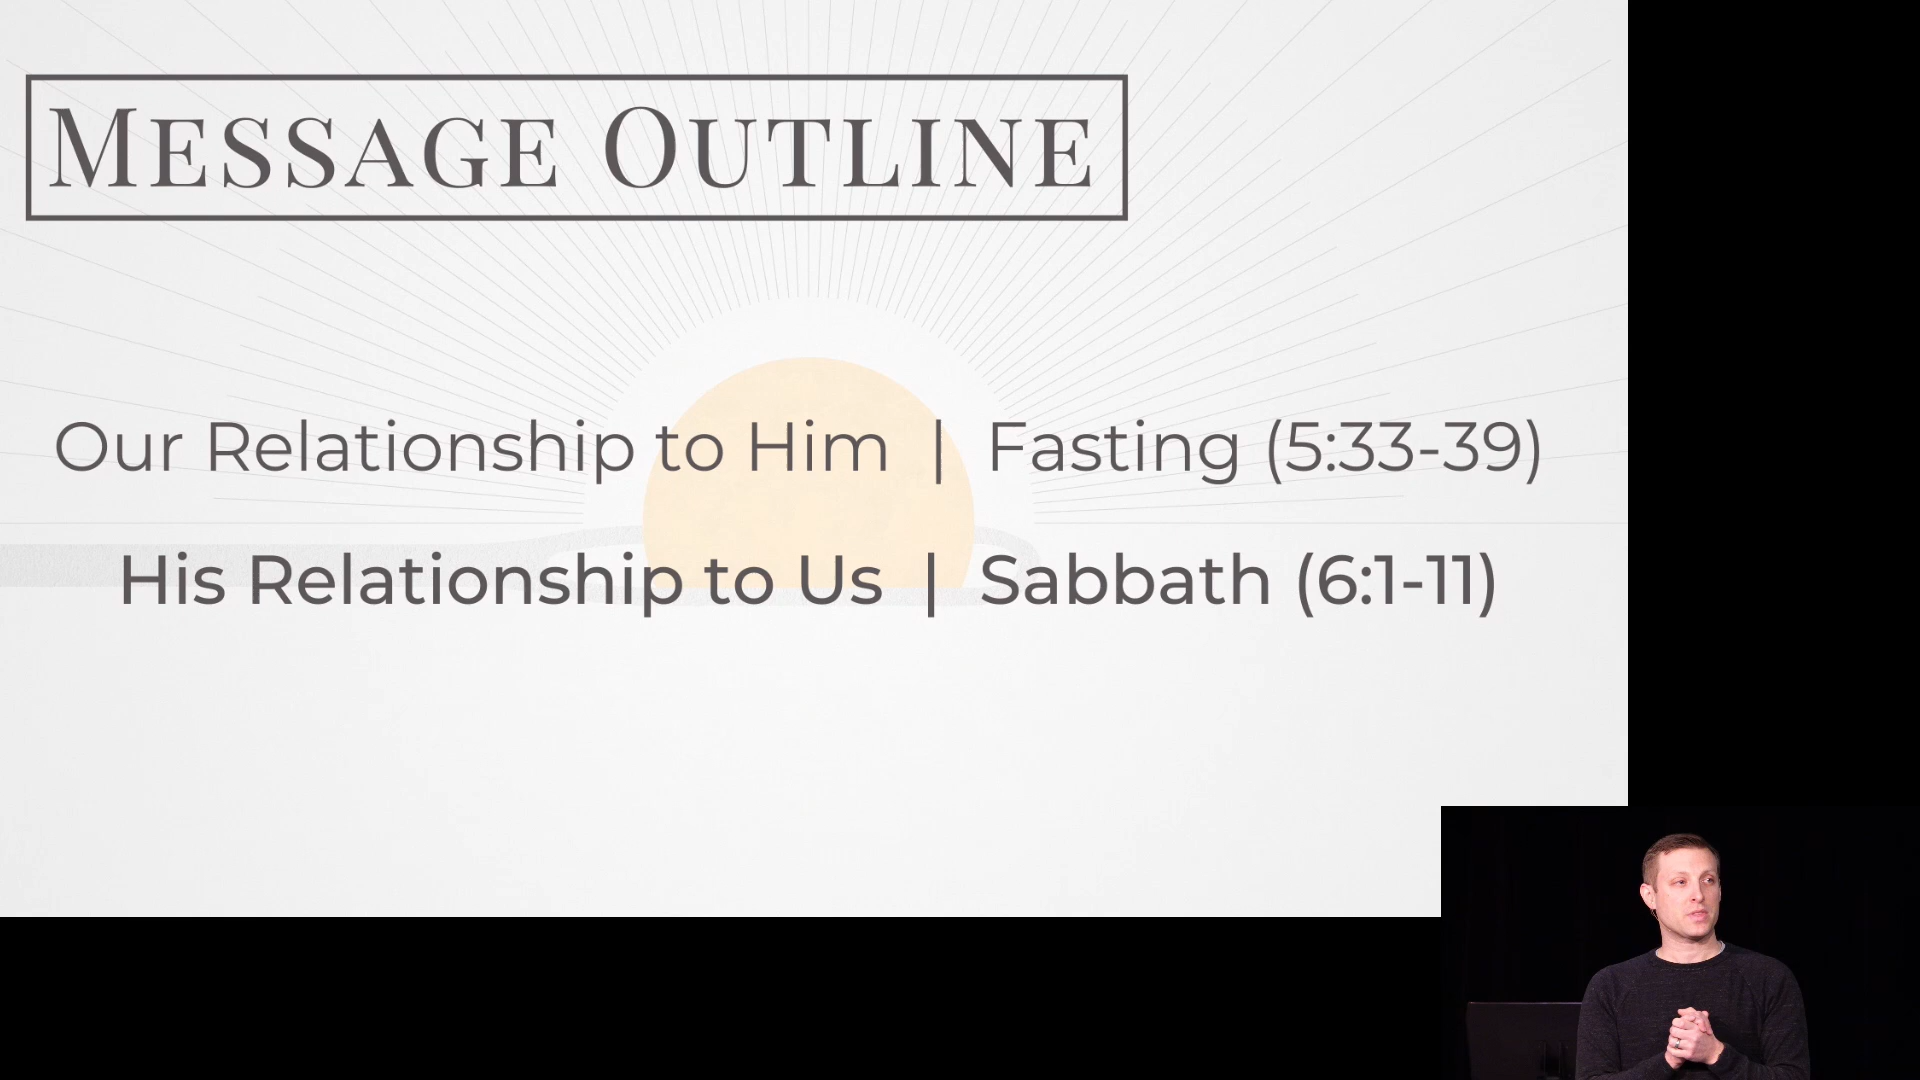 Message Outline
Our Relationship to Him | Fasting (5:33-39)
His Relationship to Us | Sabbath (6:1-11)